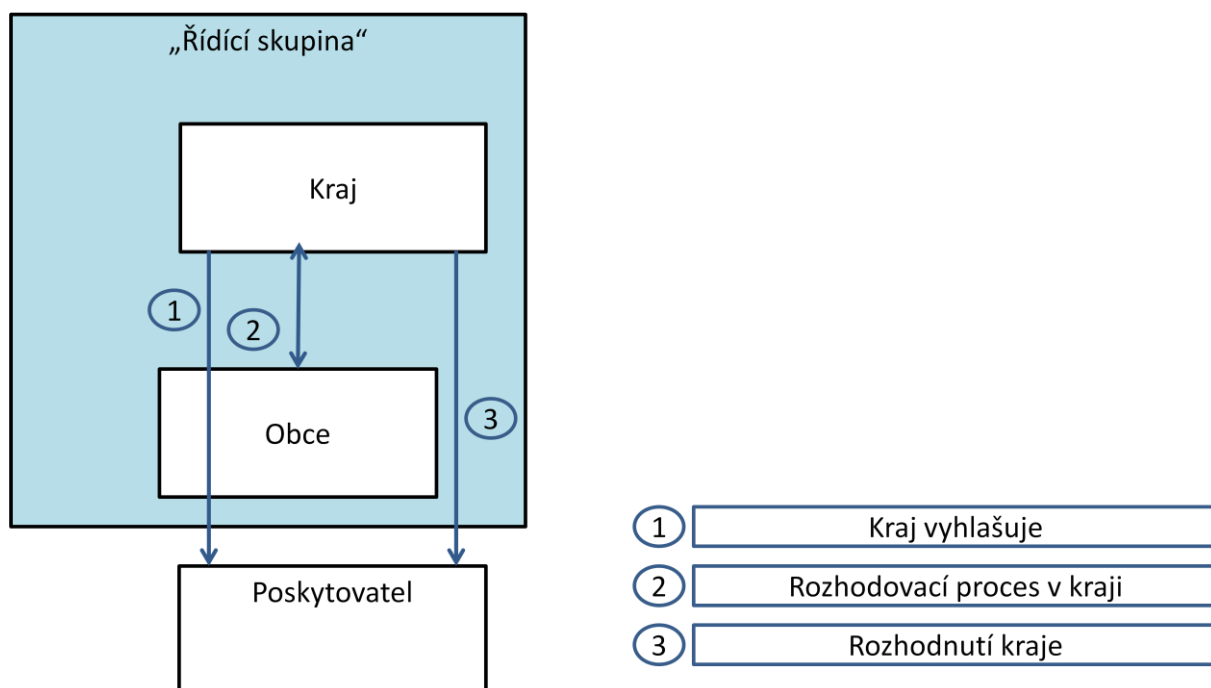 „Řídící skupina“
Kraj
1
2
Obce
3
Poskytovatel
1 Kraj vyhlašuje
2 Rozhodovací proces v kraji
3 Rozhodnutí kraje